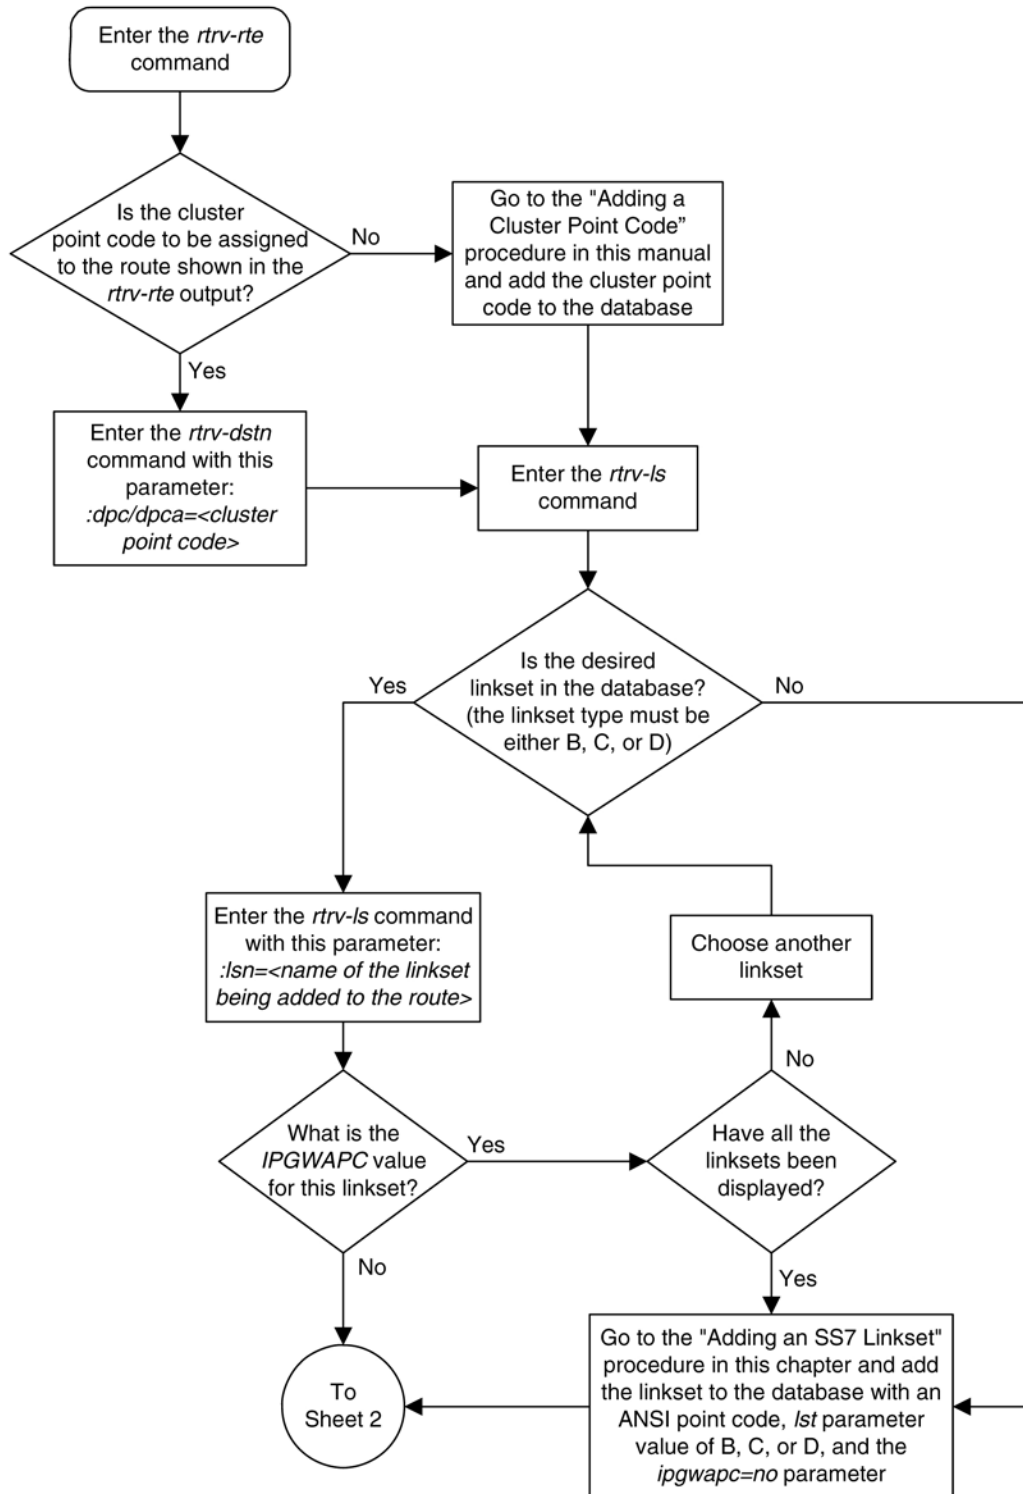 Enter the rtrv-rte
command
Is the cluster
point code to be assigned
to the route shown in the
rtrv-rte output?
No
Go to the "Adding a
Cluster Point Code”
procedure in this manual
and add the cluster point
code to the database
Yes
Enter the rtrv-dstn
command with this
parameter:
:dpc/dpca=<cluster
point code>
Enter the rtrv-ls
command
Is the desired
linkset in the database?
(the linkset type must be
either B, C, or D)
Yes
No
Enter the rtrv-ls command
with this parameter:
:lsn=<name of the linkset
being added to the route>
Choose another
linkset
No
What is the
IPGWAPC value
for this linkset?
Yes
Have all the
linksets been
displayed?
No
Yes
To
Sheet 2
Go to the "Adding an SS7 Linkset"
procedure in this chapter and add
the linkset to the database with an
ANSI point code, lst parameter
value of B, C, or D, and the
ipgwapc=no parameter